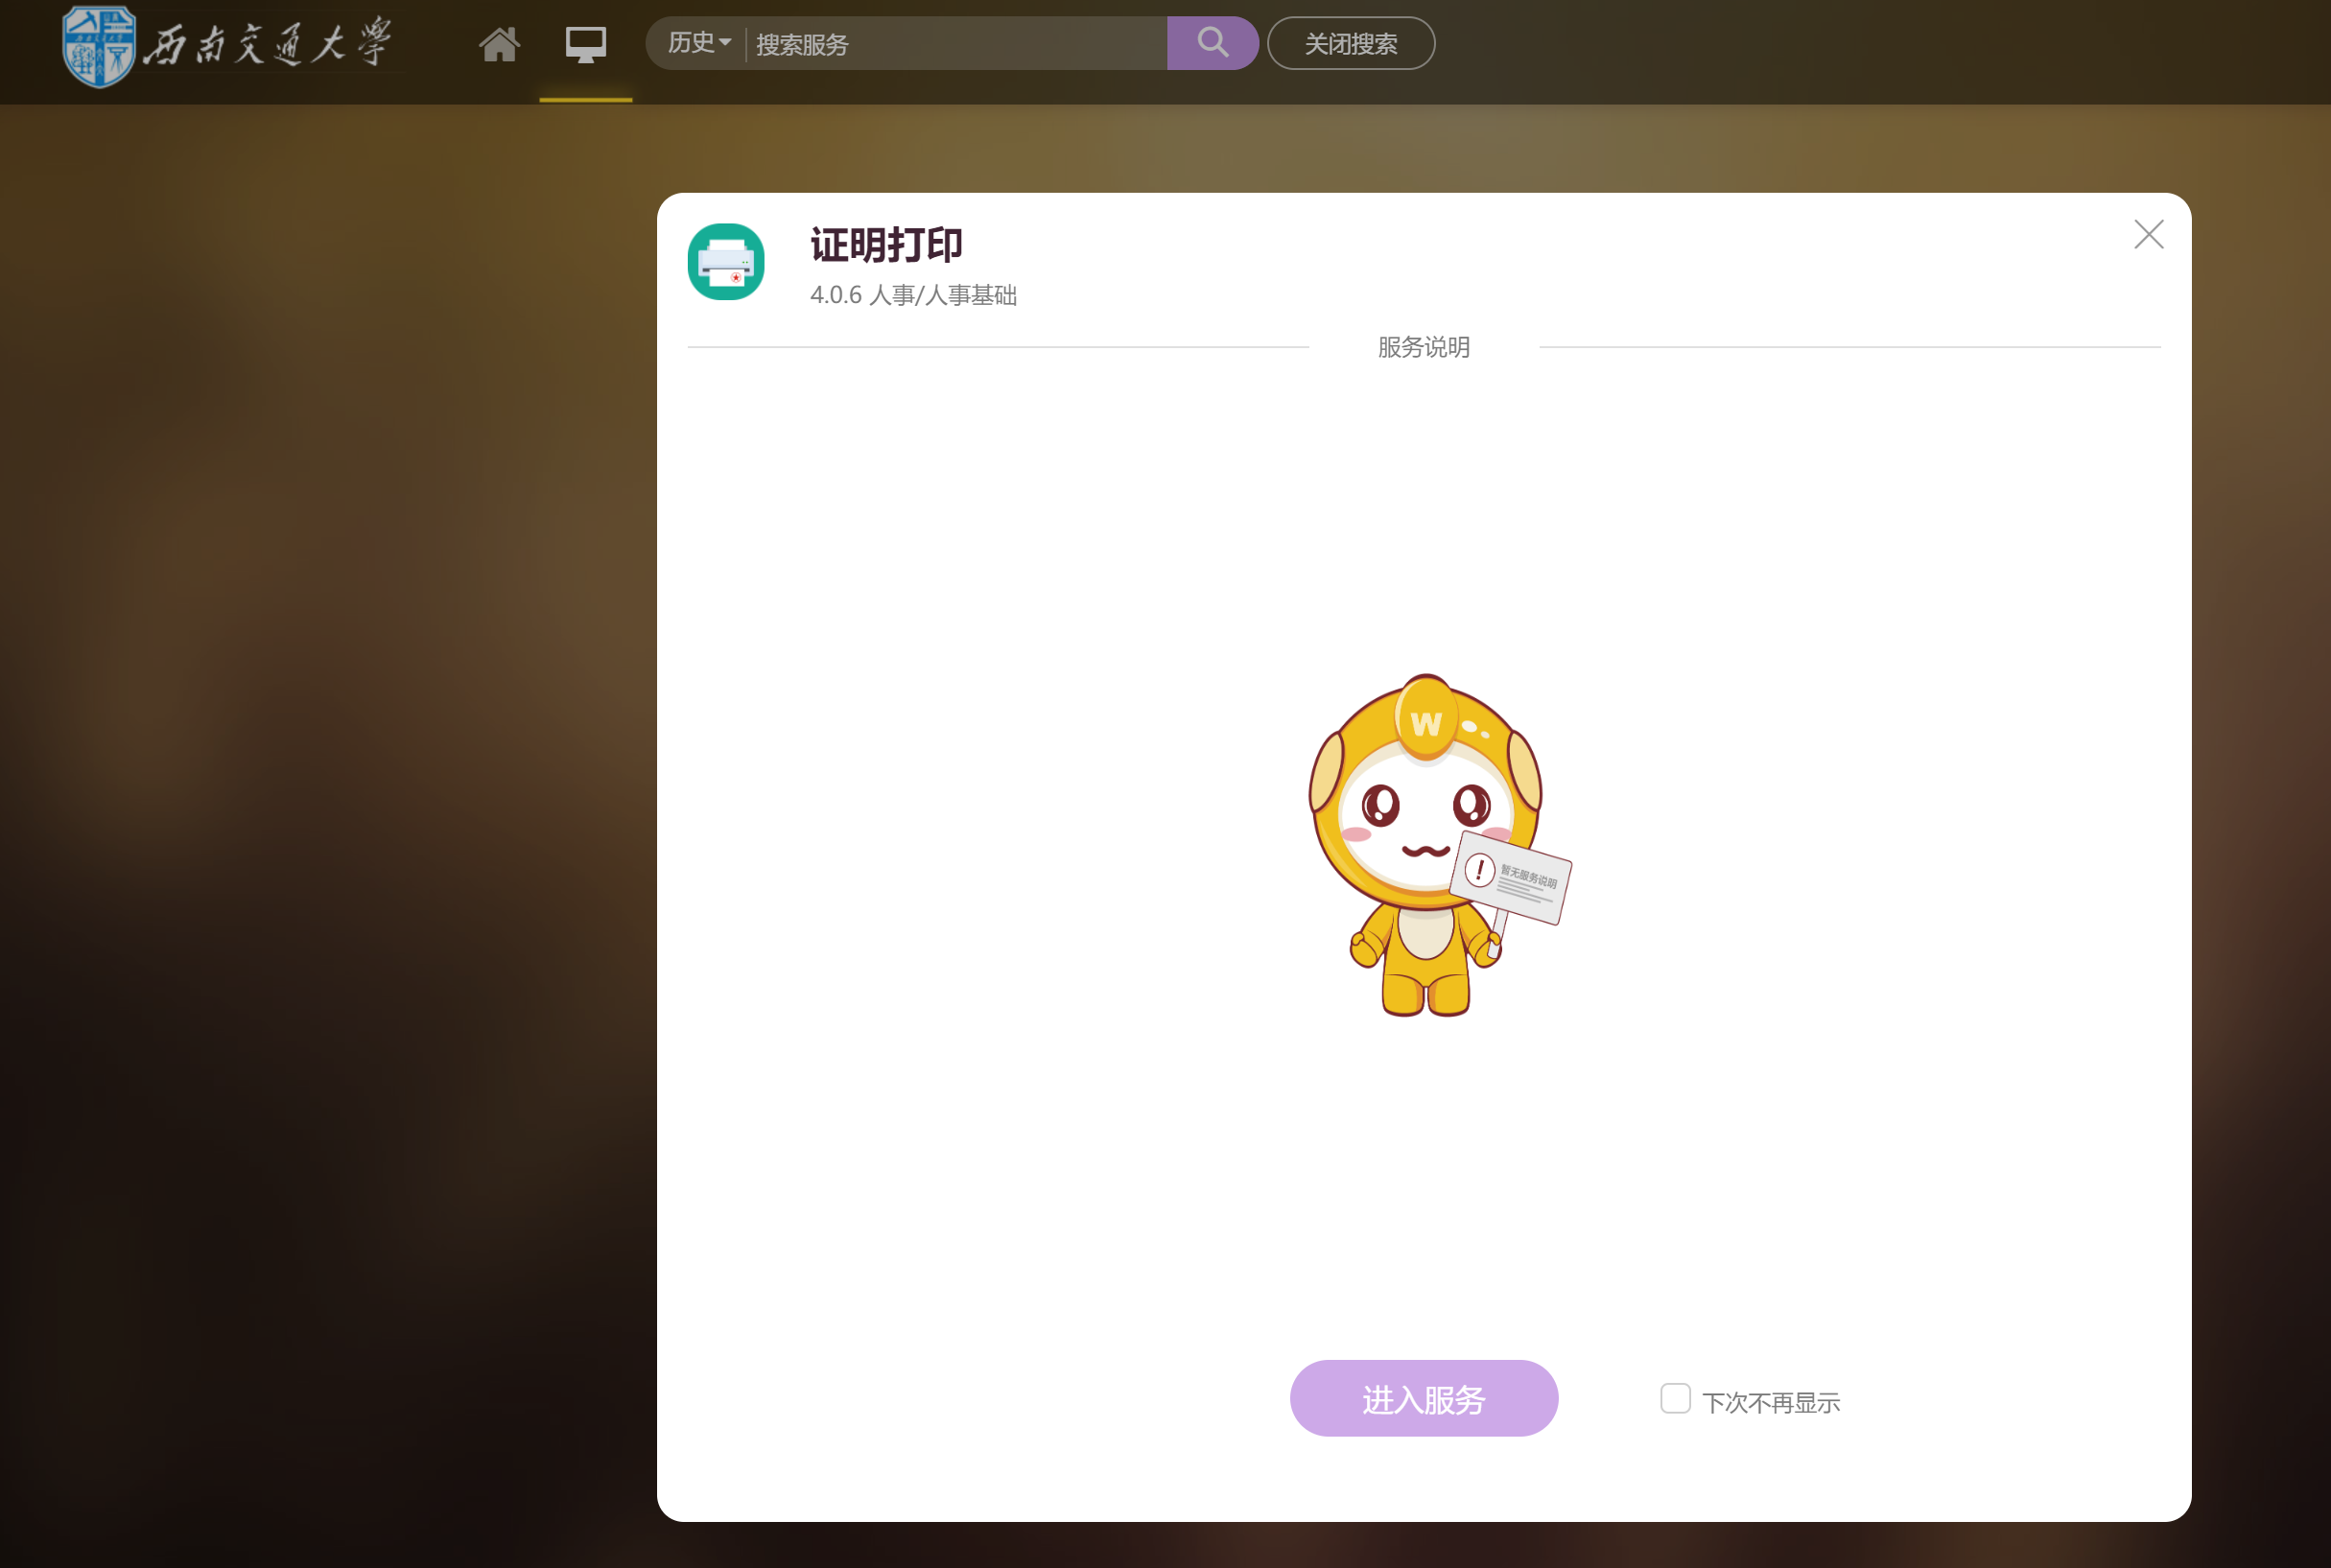 西南交通大学
历史
搜索服务
关闭搜索
证明打印
4.0.6 人事/人事基础
服务说明
W
!
暂无服务说明
进入服务
下次不再显示